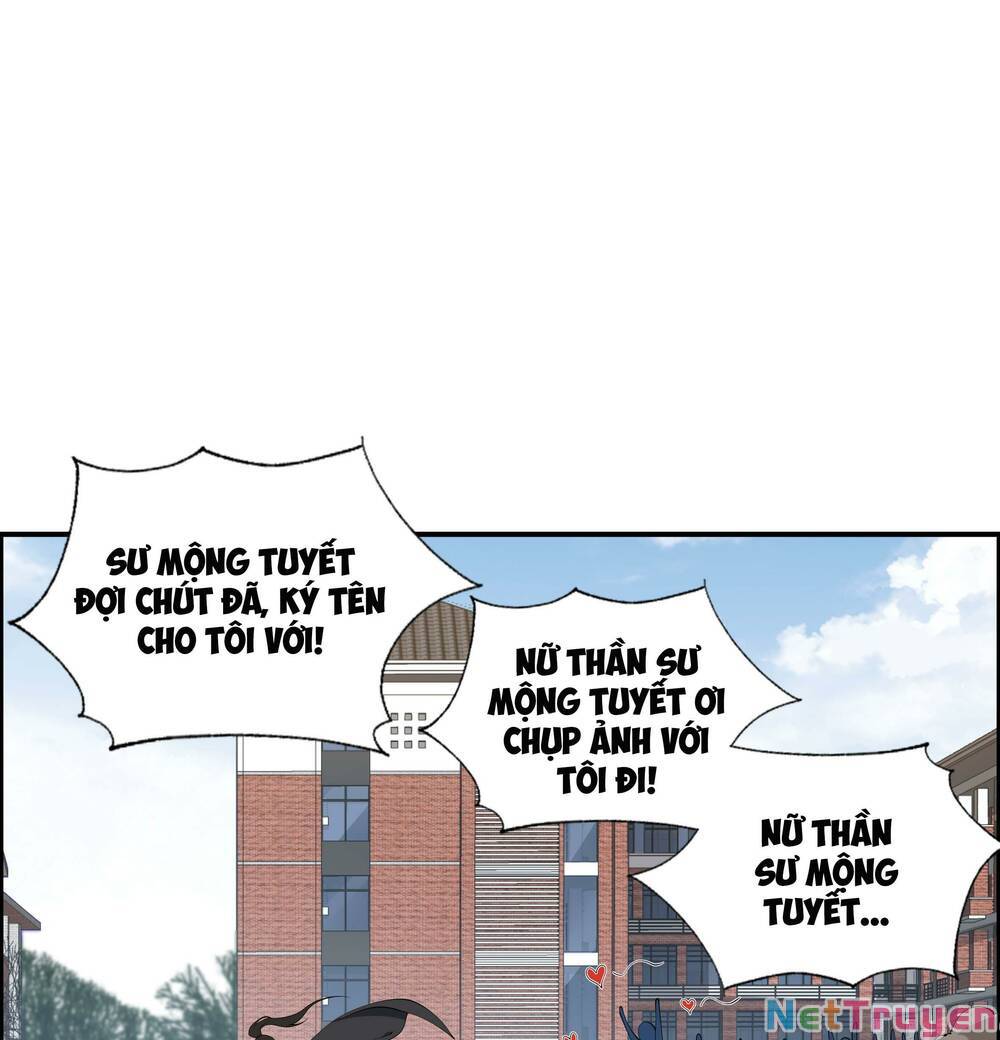 SƯ MỘNG TUYẾT
ĐỢI CHÚT ĐÃ, KÝ TÊN
CHO TÔI VỚI!
NỮ THẦN SƯ
MỘNG TUYẾT ƠI
CHỤP ẢNH VỚI
TÔI ĐI!
NỮ THẦN
SƯ MỘNG
TUYẾT...
NetTruyen